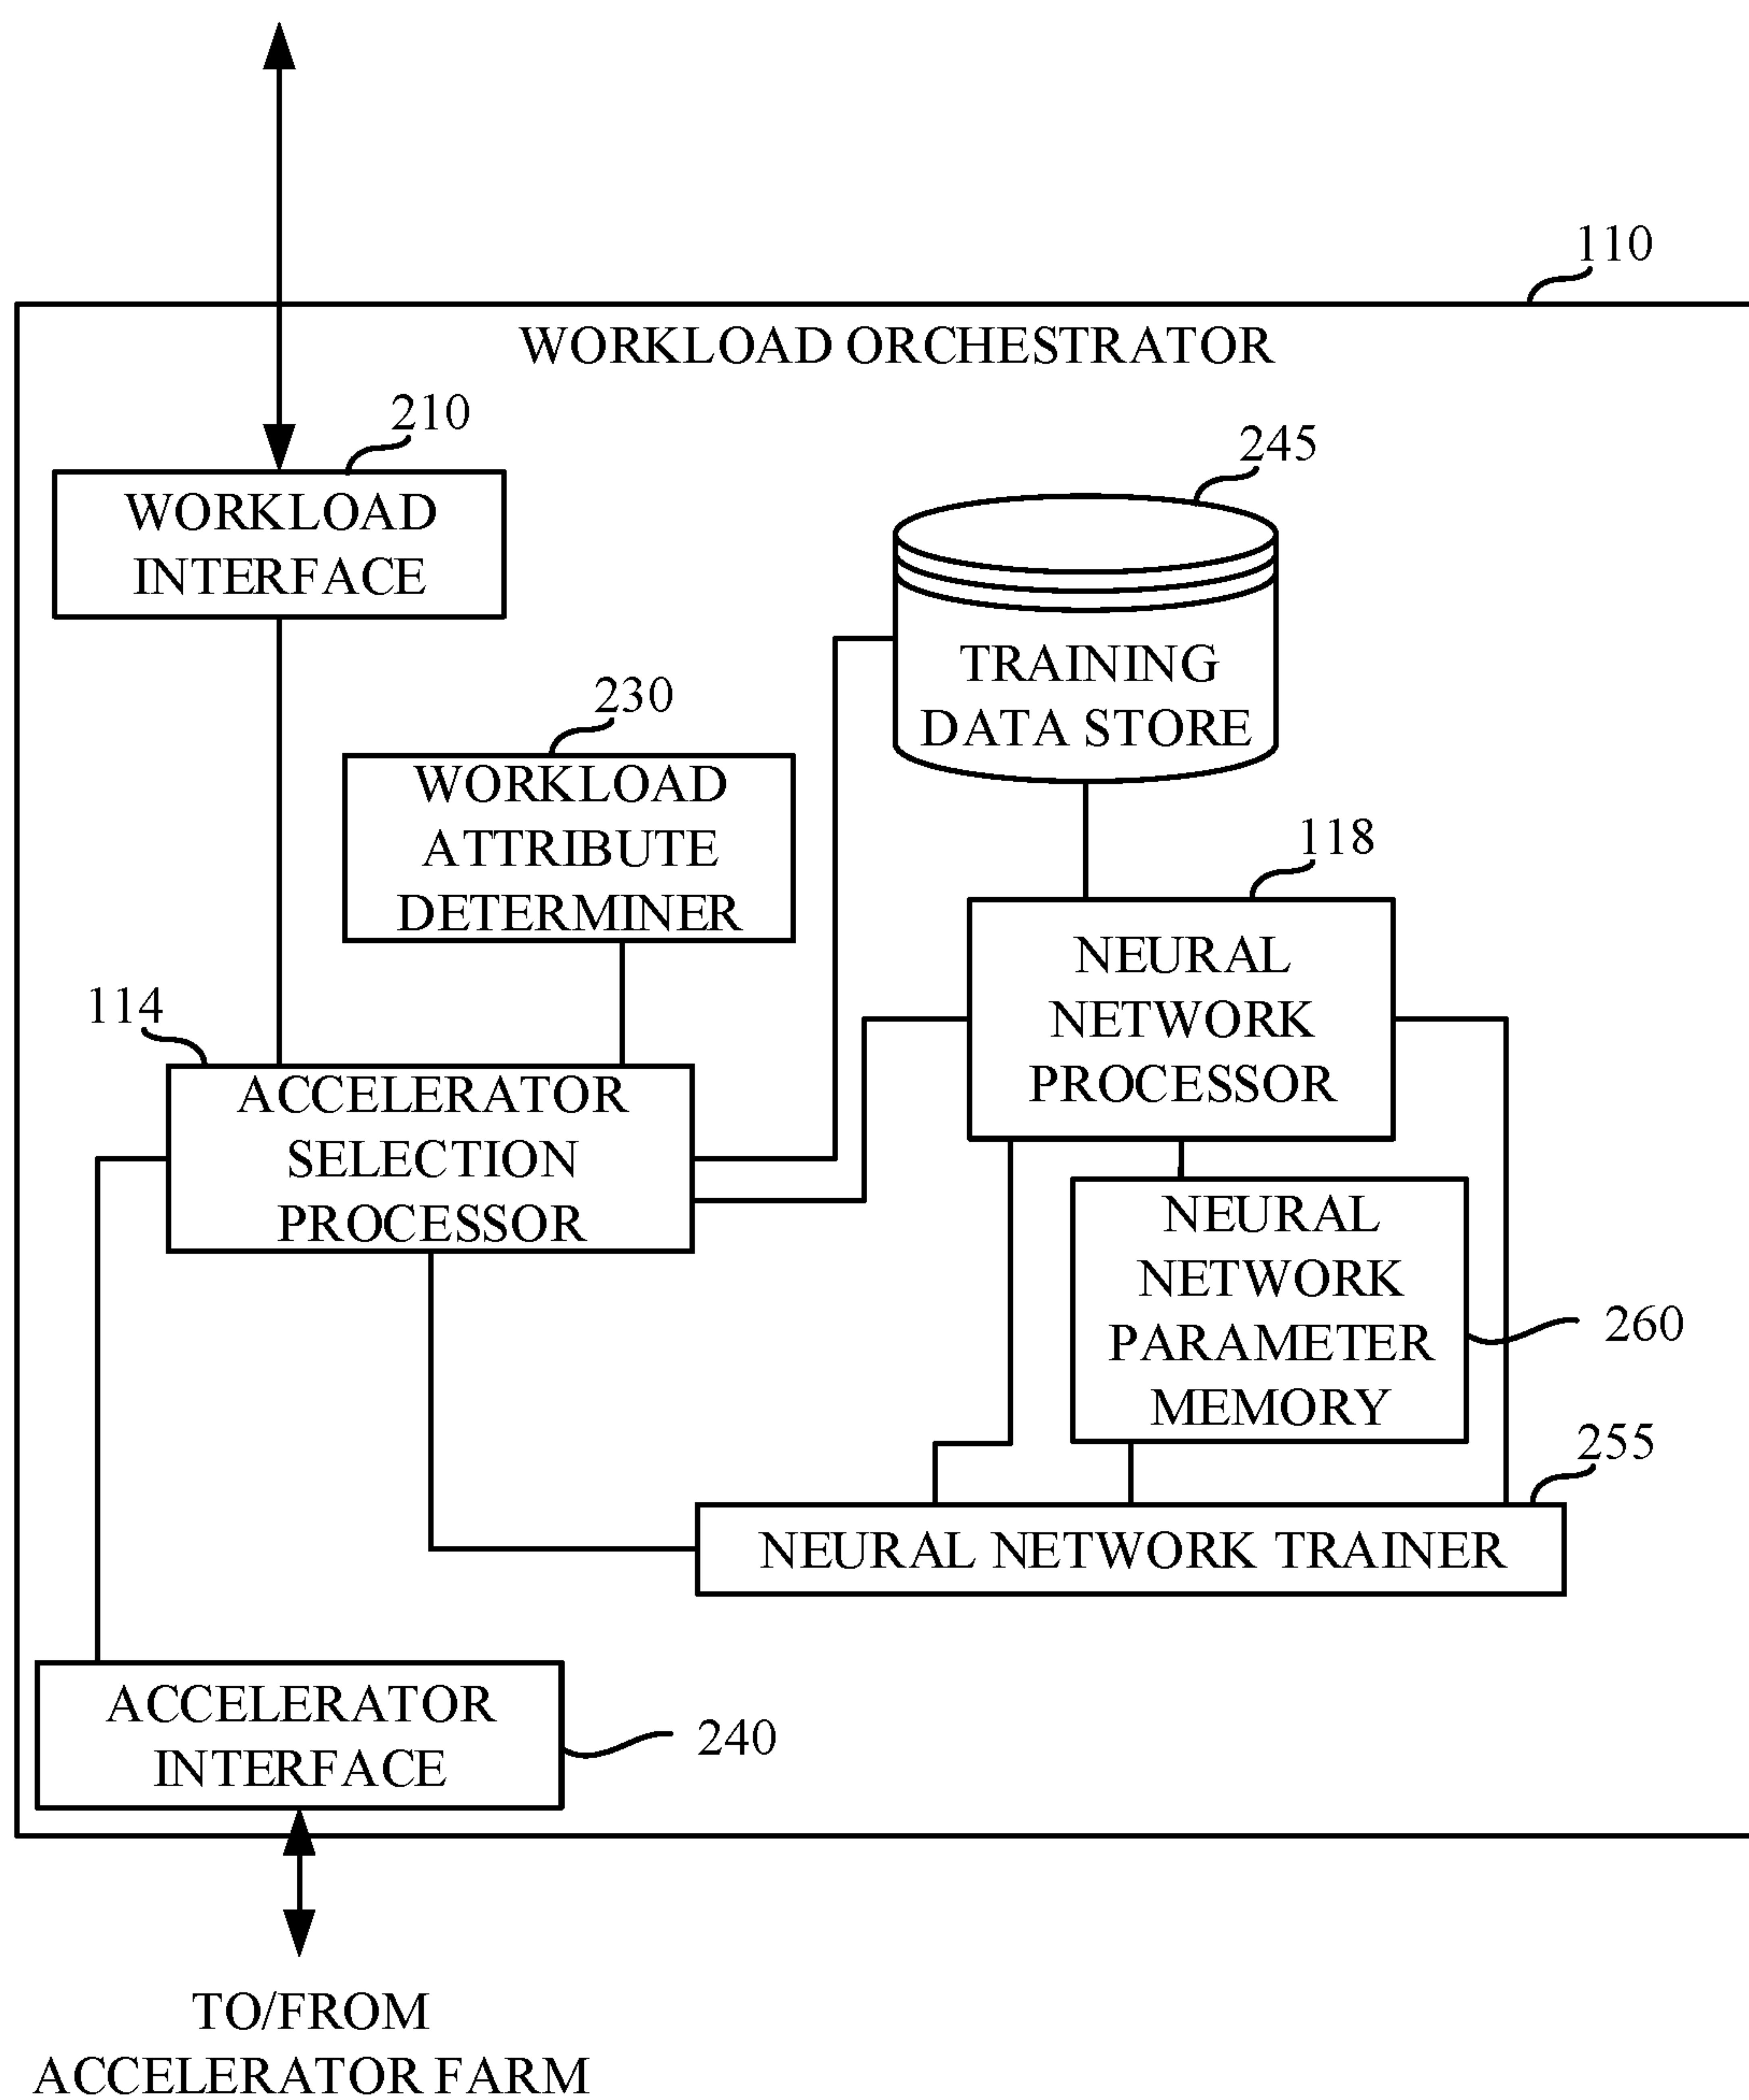 110
WORKLOAD ORCHESTRATOR
210
WORKLOAD
INTERFACE
245
TRAINING
DATA STORE
230
WORKLOAD
ATTRIBUTE
DETERMINER
118
NEURAL
NETWORK
PROCESSOR
114
ACCELERATOR
SELECTION
PROCESSOR
NEURAL
NETWORK
PARAMETER
MEMORY
260
255
NEURAL NETWORK TRAINER
ACCELERATOR
INTERFACE
240
TO/FROM
ACCELERATOR FARM